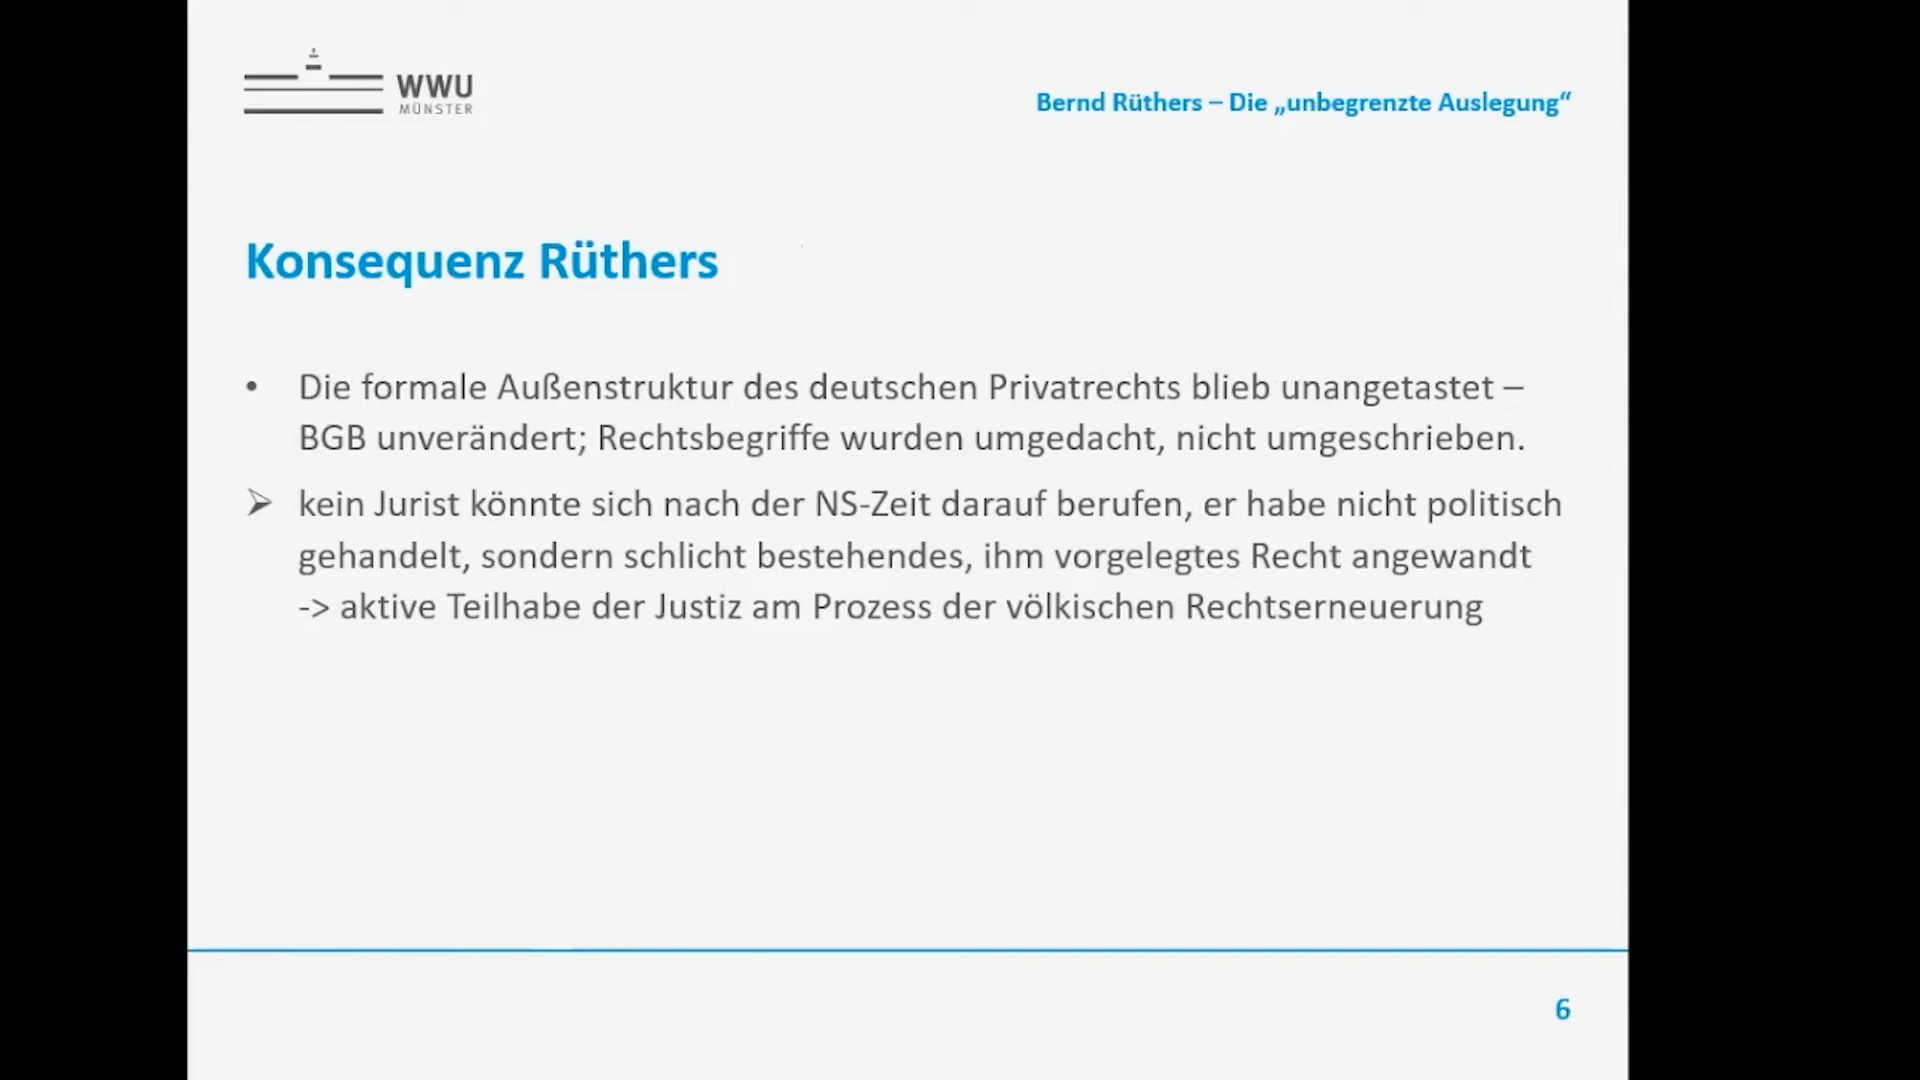 WWU
MÜNSTER
Bernd Rüthers – Die „unbegrenzte Auslegung“
Konsequenz Rüthers
• Die formale Außenstruktur des deutschen Privatrechts blieb unangetastet –
BGB unverändert; Rechtsbegriffe wurden umgedacht, nicht umgeschrieben.
➢ kein Jurist könnte sich nach der NS-Zeit darauf berufen, er habe nicht politisch
gehandelt, sondern schlicht bestehendes, ihm vorgelegtes Recht angewandt
-> aktive Teilhabe der Justiz am Prozess der völkischen Rechtserneuerung
6